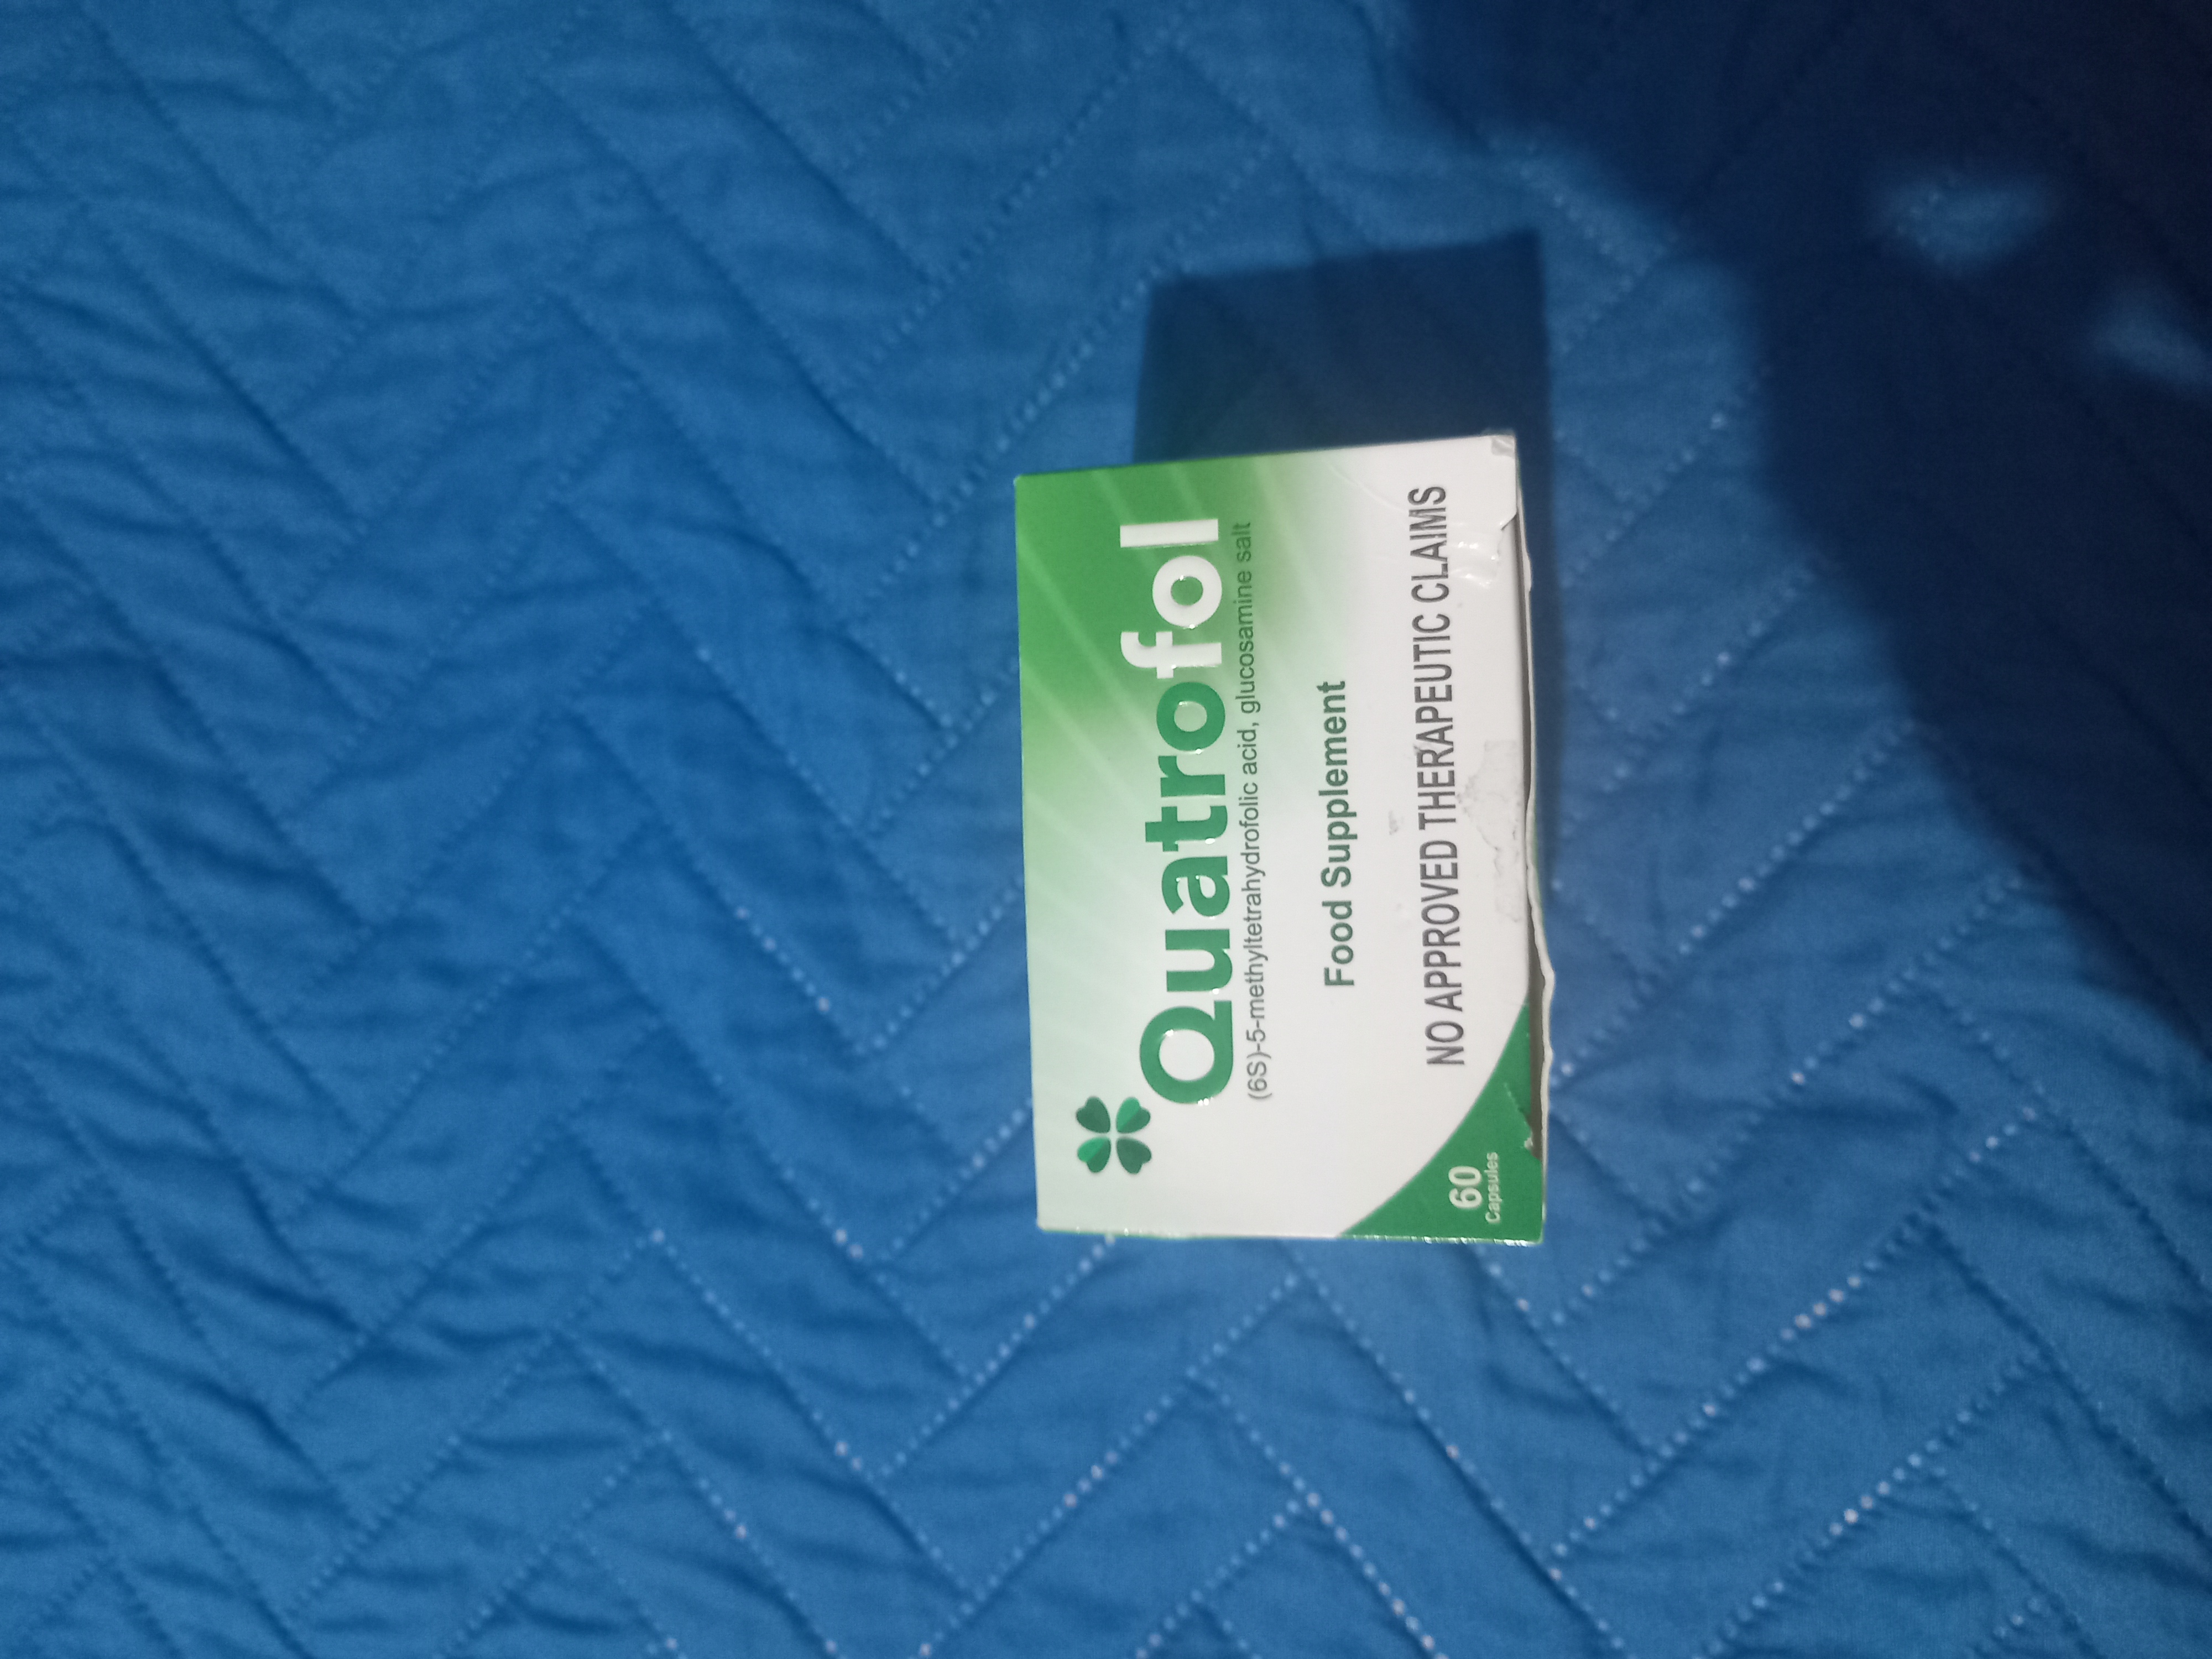 Quatrofol
(6S)-5-methyltetrahydrofolic acid, glucosamine salt
Food Supplement
NO APPROVED THERAPEUTIC CLAIMS
60
Capsules